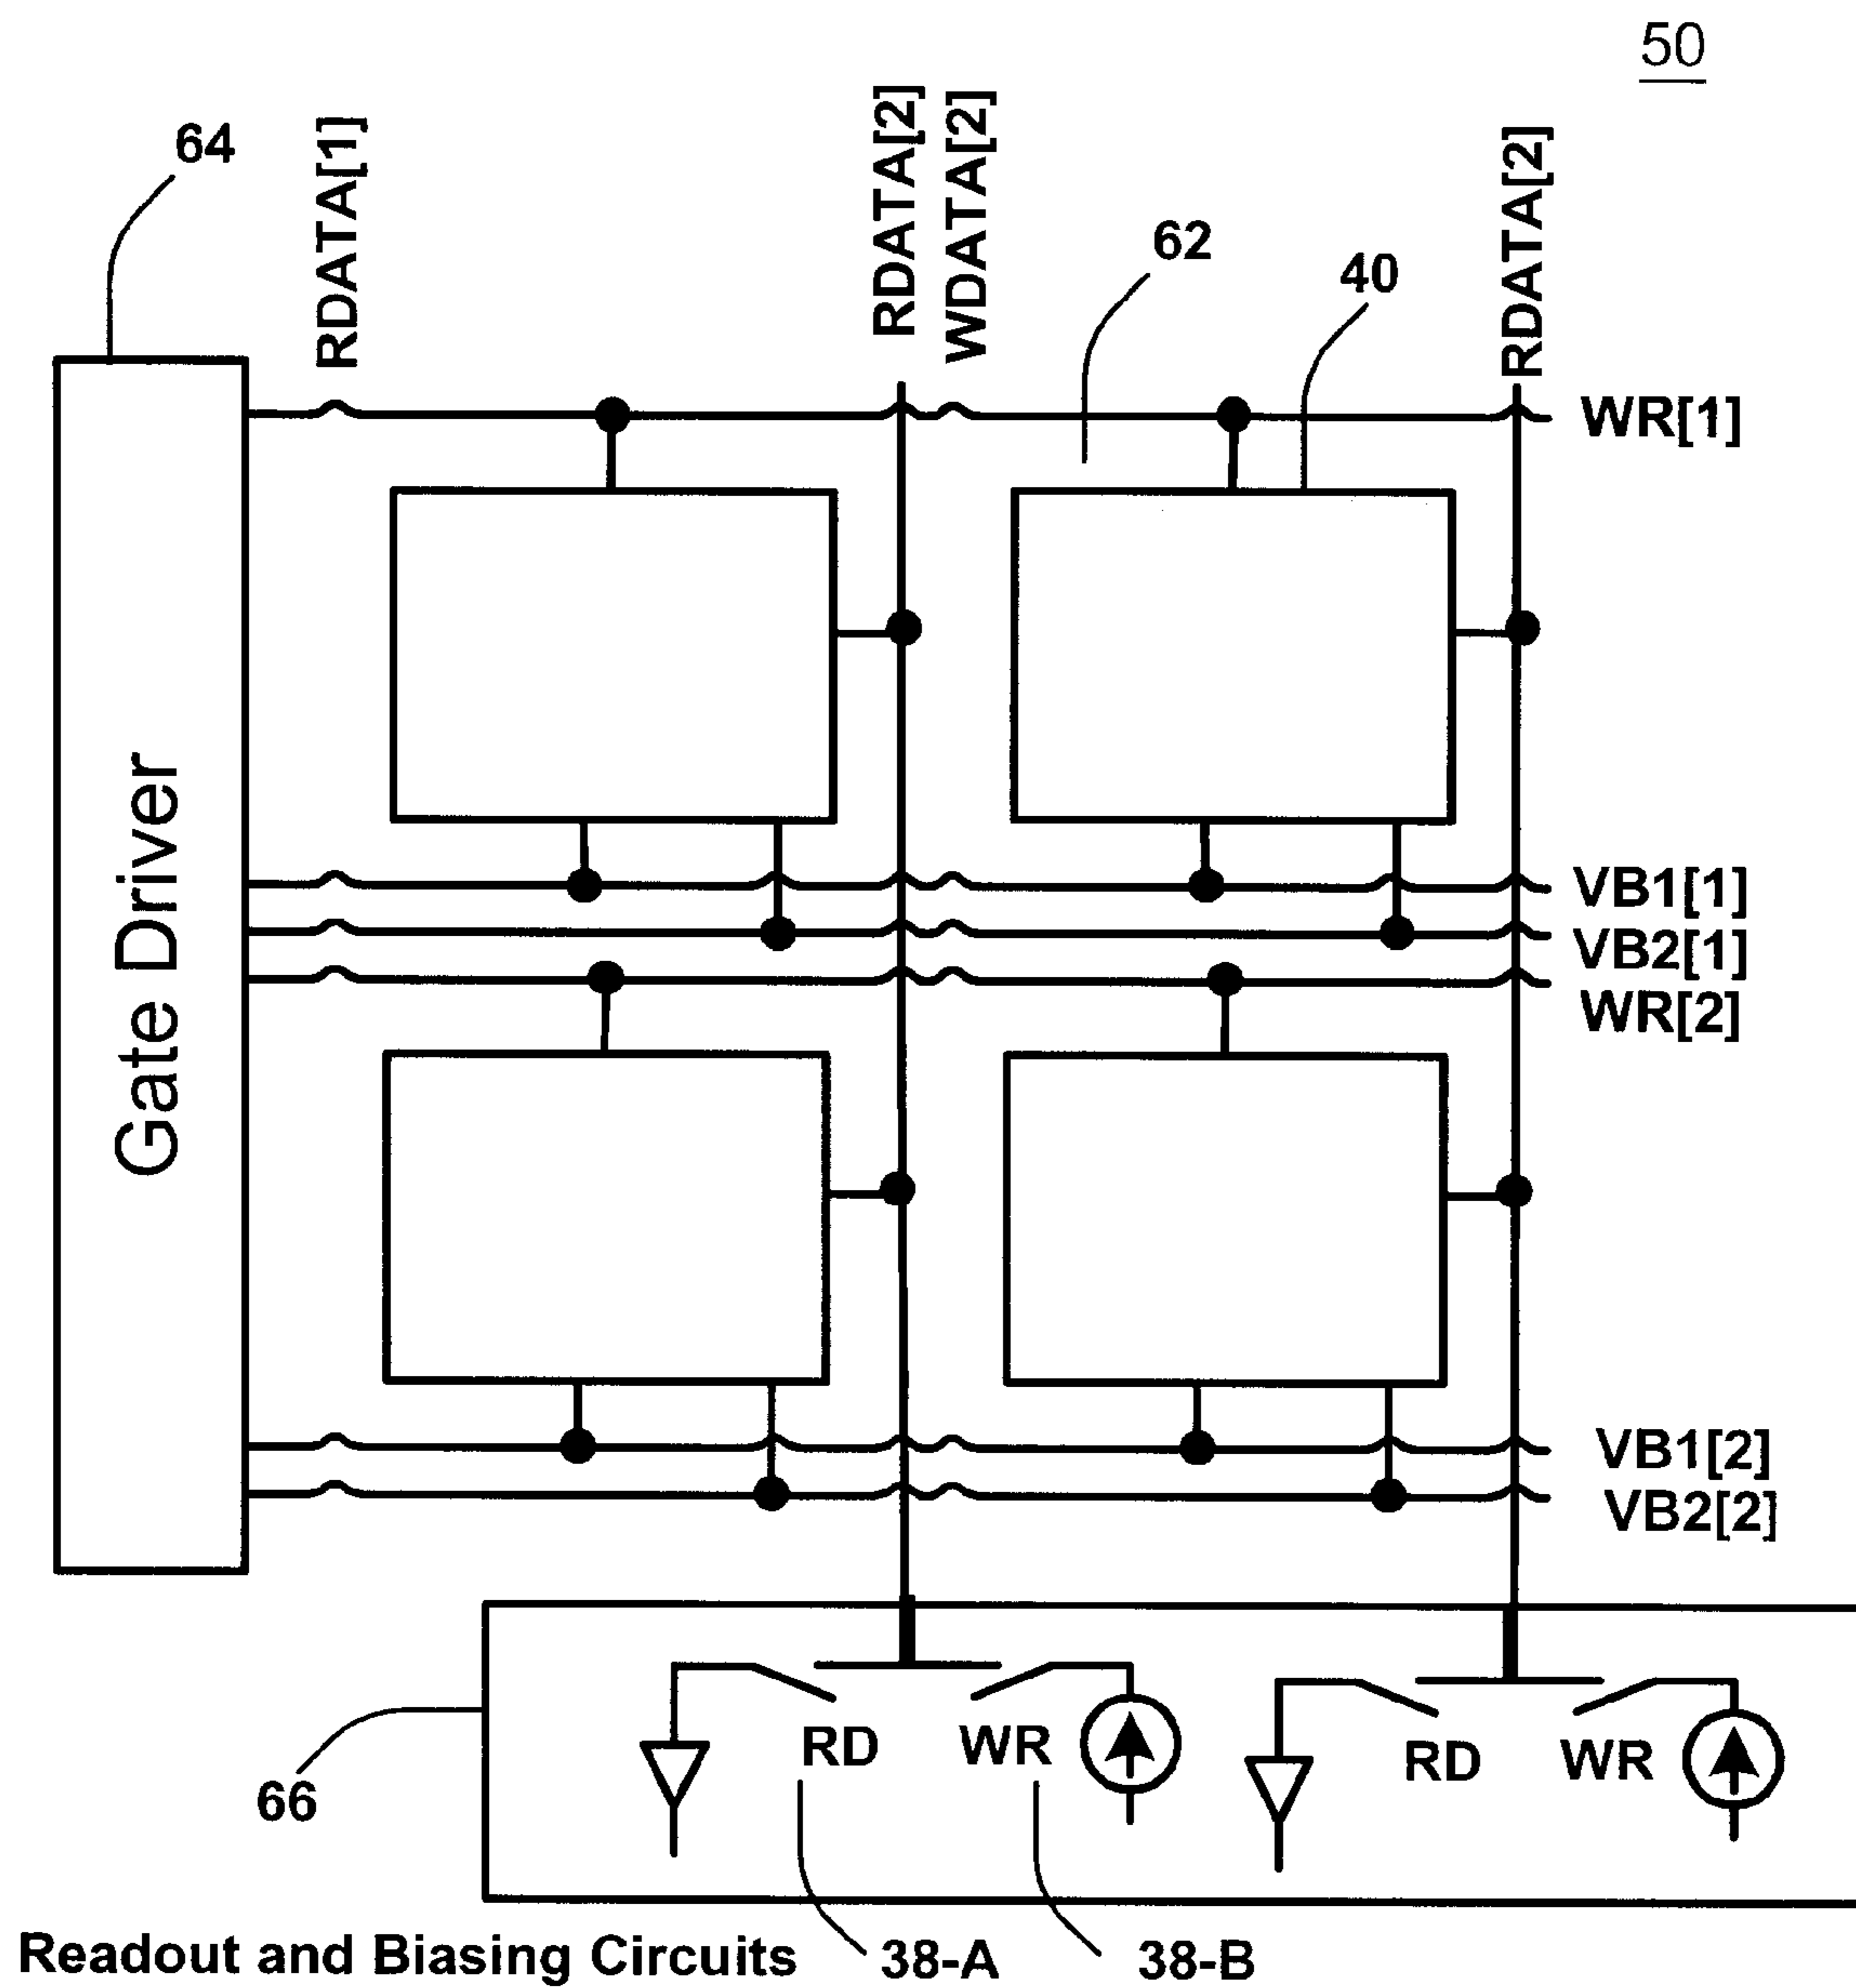 50
64
RDATA[1]
RDATA[2]
WDATA[2]
RDATA[2]
62
40
WR[1]
Gate Driver
VB1[1]
VB2[1]
WR[2]
VB1[2]
VB2[2]
RD
WR
RD
WR
66
Readout and Biasing Circuits
38-A
38-B